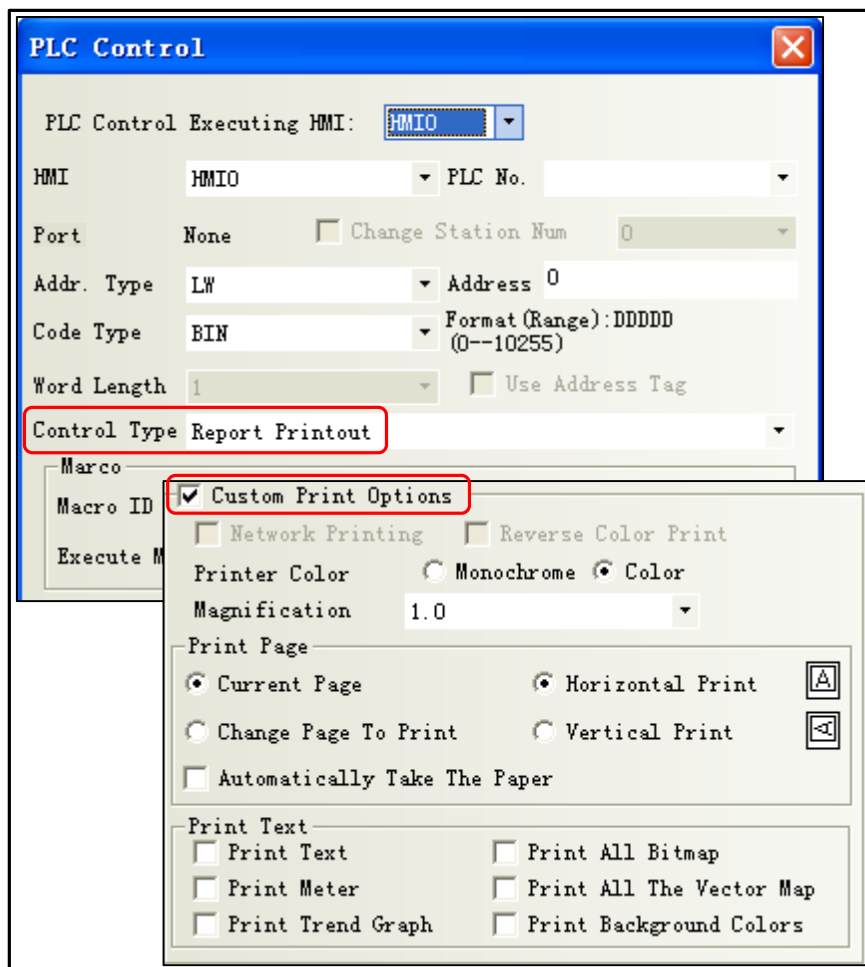 PLC Control
PLC Control Executing HMI: HMI0
HMI HMI0 PLC No.
Port None Change Station Num 0
Addr. Type LW Address 0
Code Type BIN Format(Range):DDDDD
(0--10255)
Word Length 1 Use Address Tag
Control Type Report Printout
Marco
Macro ID
Execute M
Custom Print Options
Network Printing Reverse Color Print
Printer Color Monochrome Color
Magnification 1.0
Print Page
Current Page Horizontal Print A
Change Page To Print Vertical Print A
Automatically Take The Paper
Print Text
Print Text Print All Bitmap
Print Meter Print All The Vector Map
Print Trend Graph Print Background Colors